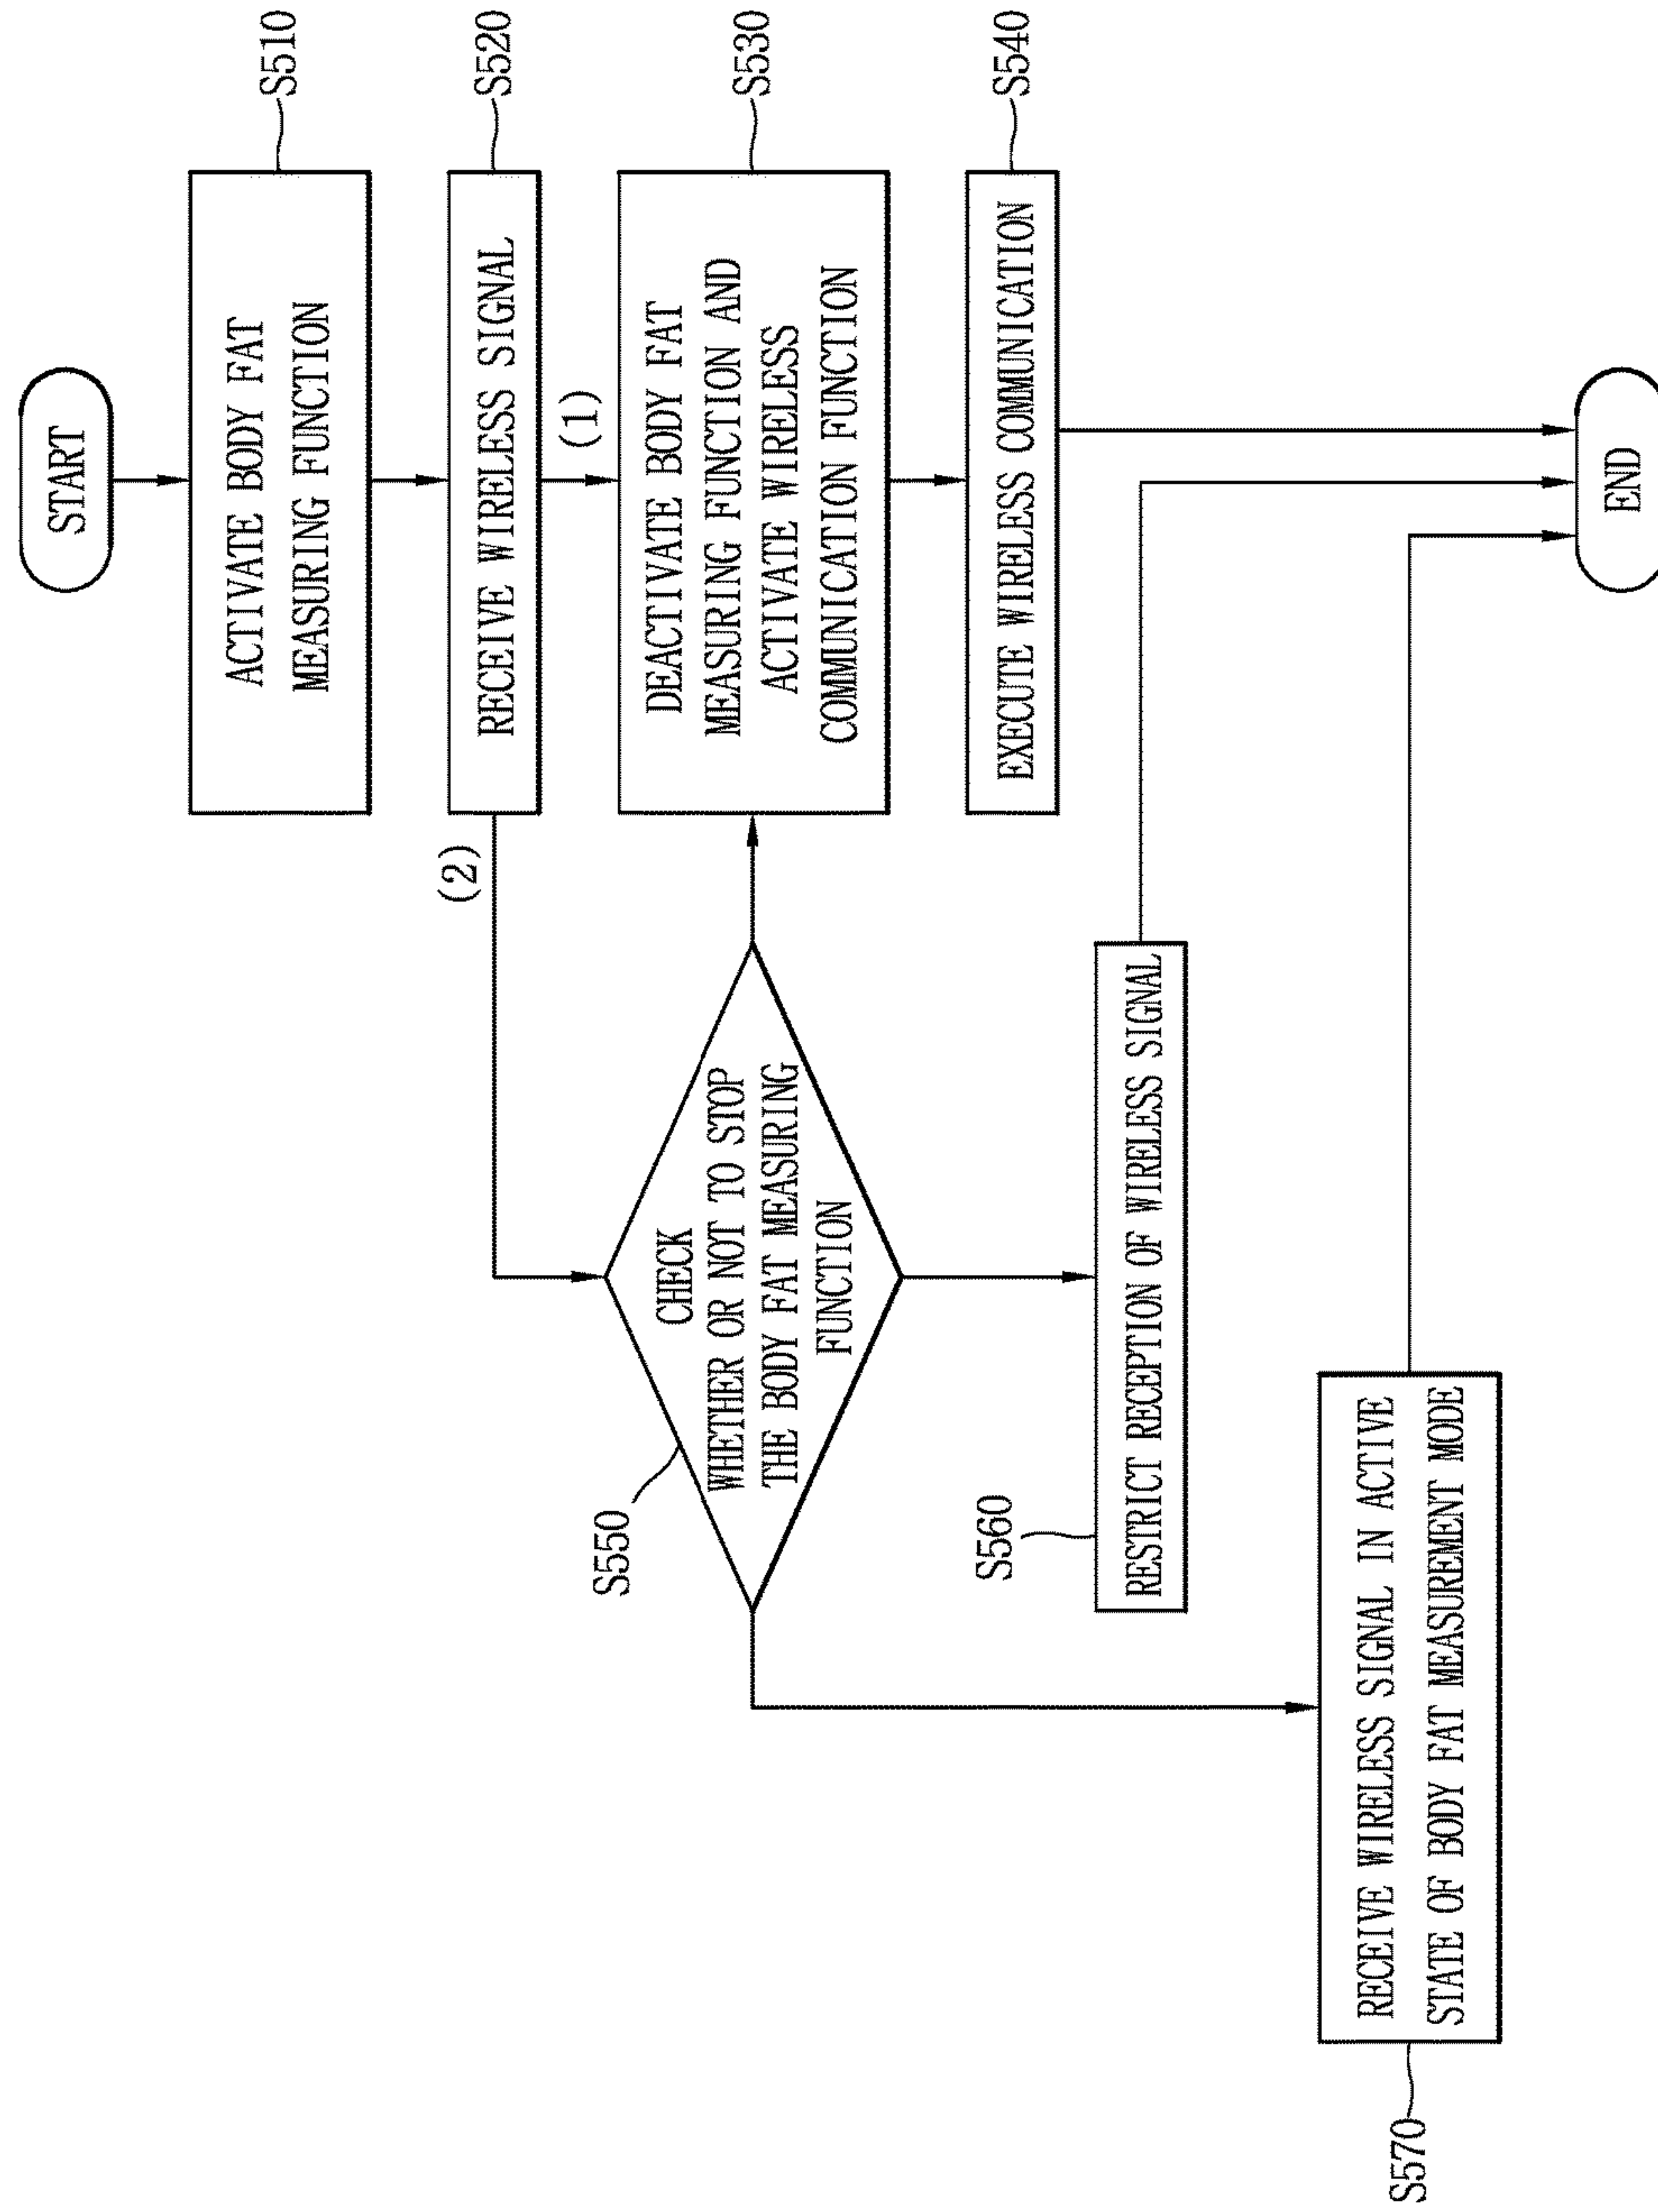 START
ACTIVATE BODY FAT
MEASURING FUNCTION
S510
RECEIVE WIRELESS SIGNAL
S520
(1)
(2)
DEACTIVATE BODY FAT
MEASURING FUNCTION AND
ACTIVATE WIRELESS
COMMUNICATION FUNCTION
S530
S550
CHECK
WHETHER OR NOT TO STOP
THE BODY FAT MEASURING
FUNCTION
EXECUTE WIRELESS COMMUNICATION
S540
S560
RESTRICT RECEPTION OF WIRELESS SIGNAL
S570
RECEIVE WIRELESS SIGNAL IN ACTIVE
STATE OF BODY FAT MEASUREMENT MODE
END